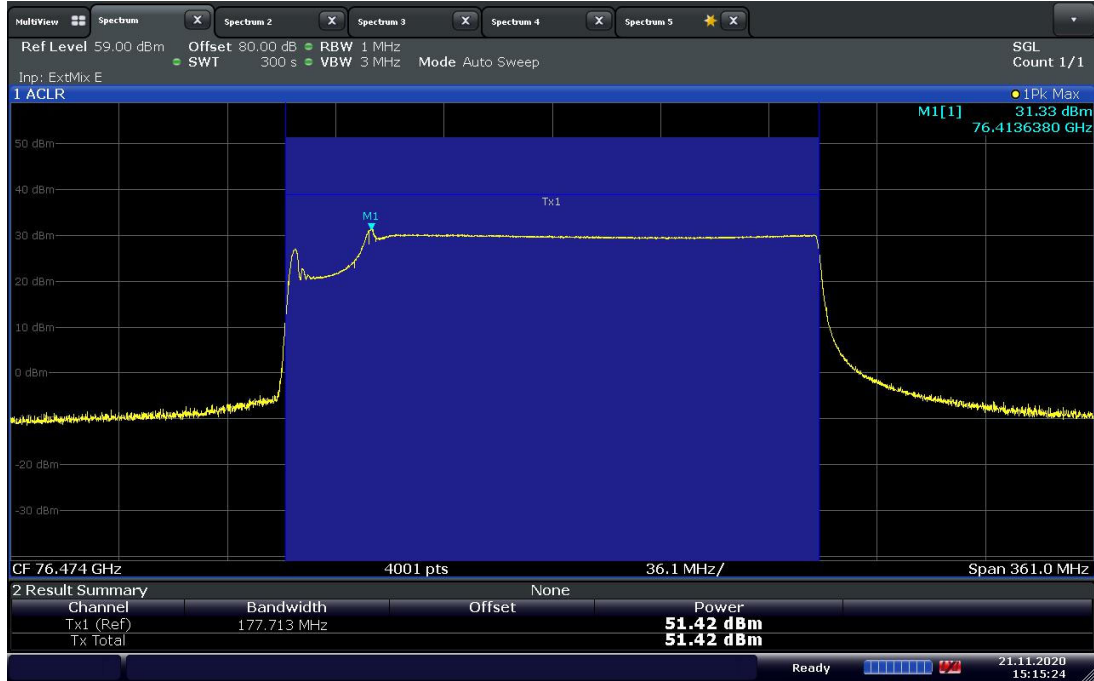 MultiView Spectrum X Spectrum 2 X Spectrum 3 X Spectrum 4 X Spectrum 5 X
Ref Level 59.00 dBm Offset 80.00 dB RBW 1 MHz SGL
SWT 300 s VBW 3 MHz Mode Auto Sweep Count 1/1
Inp: ExtMix E
1 ACLR 1Pk Max
M1[1] 31.33 dBm
76.4136380 GHz
50 dBm
40 dBm
Tx1
M1
30 dBm
20 dBm
10 dBm
0 dBm
-20 dBm
-30 dBm
CF 76.474 GHz 4001 pts 36.1 MHz/ Span 361.0 MHz
2 Result Summary None
Channel Bandwidth Offset Power
Tx1 (Ref) 177.713 MHz 51.42 dBm
Tx Total 51.42 dBm
Ready 21.11.2020
15:15:24